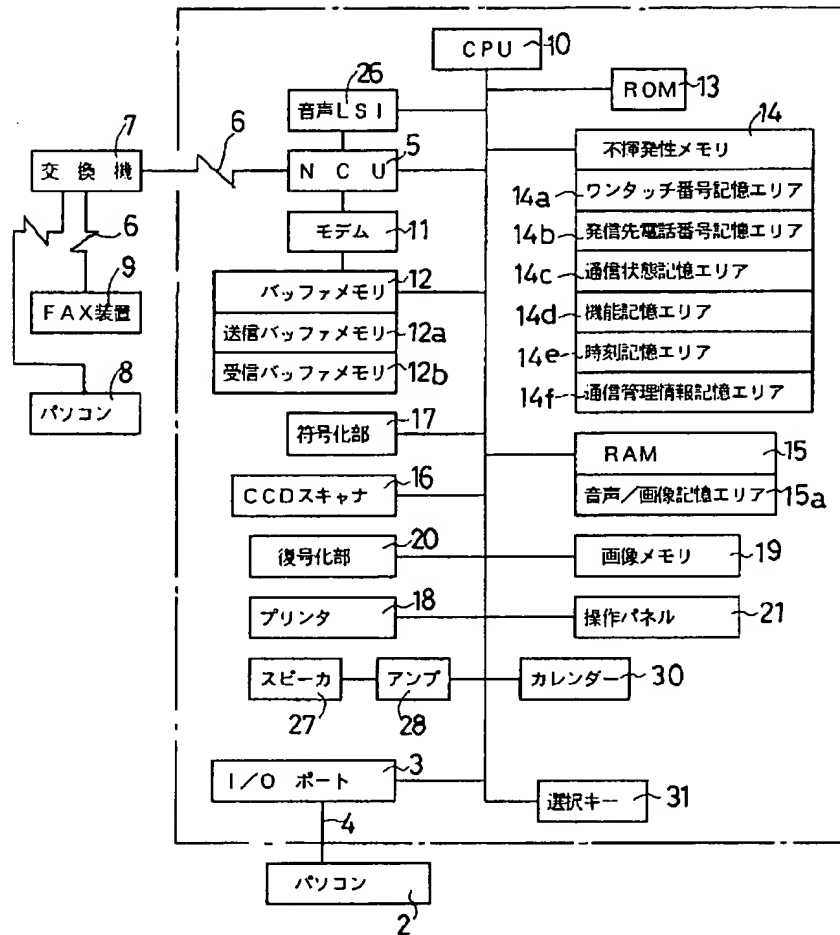 CPU 10
ROM 13
音声LSI 26
交換機 7
6
NCU 5
モデム 11
バッファメモリ 12
送信バッファメモリ 12a
受信バッファメモリ 12b
6
FAX装置 9
パソコン 8
不揮発性メモリ 14
ワンタッチ番号記憶エリア 14a
発信先電話番号記憶エリア 14b
通信状態記憶エリア 14c
機能記憶エリア 14d
時刻記憶エリア 14e
通信管理情報記憶エリア 14f
符号化部 17
CCDスキャナ 16
RAM 15
音声/画像記憶エリア 15a
復号化部 20
画像メモリ 19
プリンタ 18
操作パネル 21
スピーカ 27
アンプ 28
カレンダー 30
I/Oポート 3
選択キー 31
4
パソコン 2